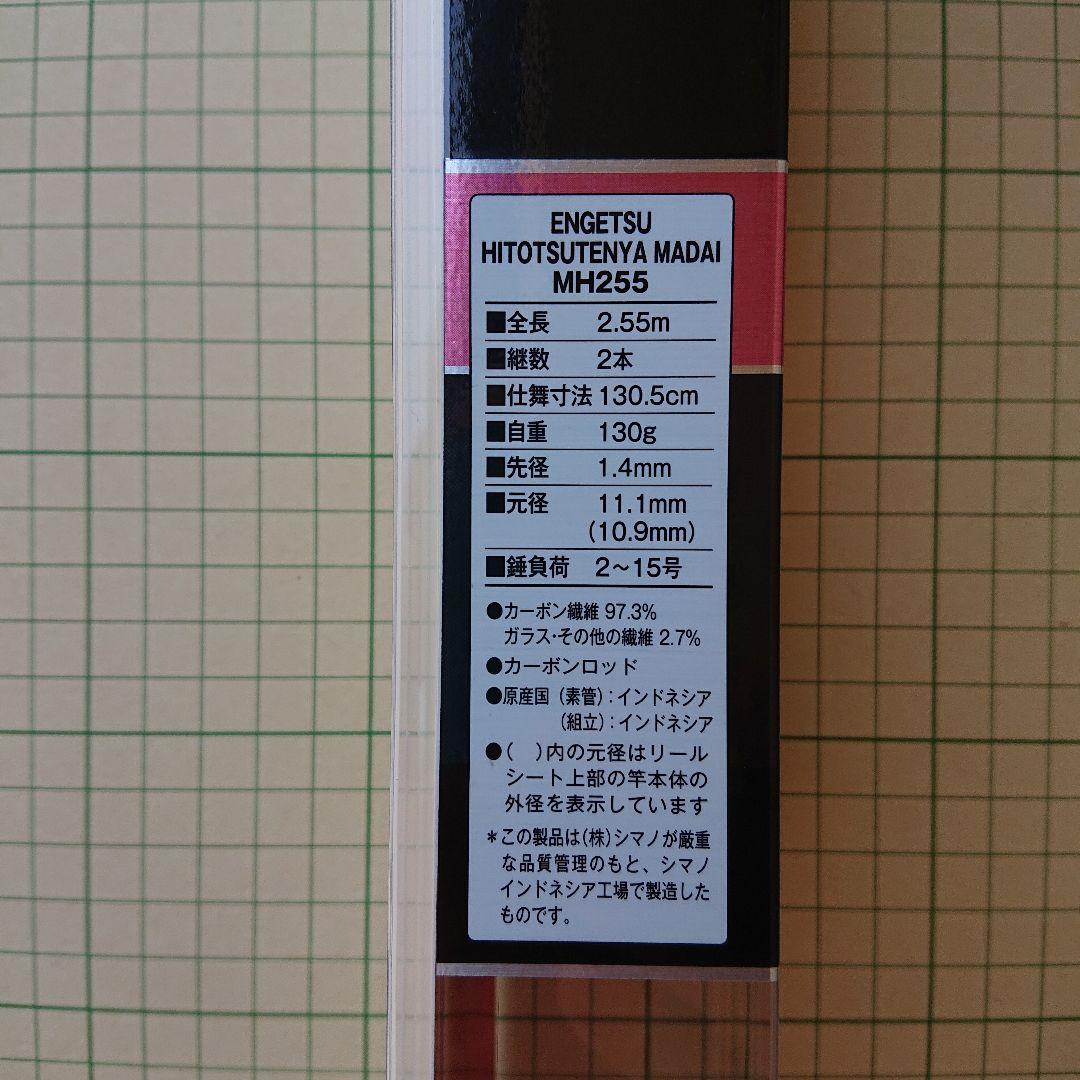 ENGETSU
HITOTSUTENYA MADAI
MH255
■全長 2.55m
■継数 2本
■仕舞寸法 130.5cm
■自重 130g
■先径 1.4mm
■元径 11.1mm
(10.9mm)
■錘負荷 2～15号
●カーボン繊維 97.3%
ガラス・その他の繊維 2.7%
●カーボンロッド
●原産国（素管）：インドネシア
（組立）：インドネシア
●（　）内の元径はリール
シート上部の竿本体の
外径を表示しています
＊この製品は（株）シマノが厳重
な品質管理のもと、シマノ
インドネシア工場で製造した
ものです。